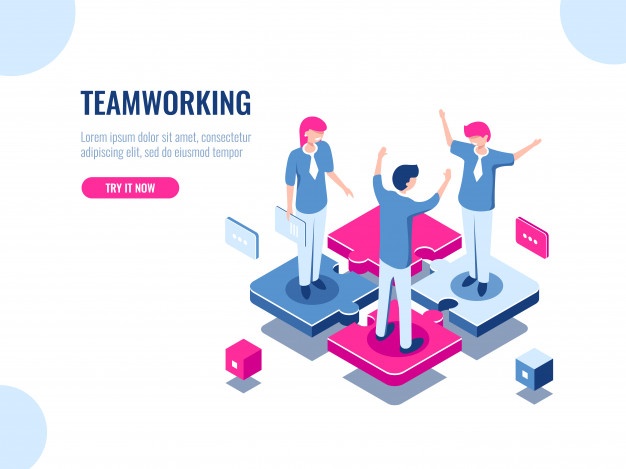 TEAMWORKING
Lorem ipsum dolor sit amet, consectetur
adipiscing elit, sed do eiusmod tempor
TRY IT NOW